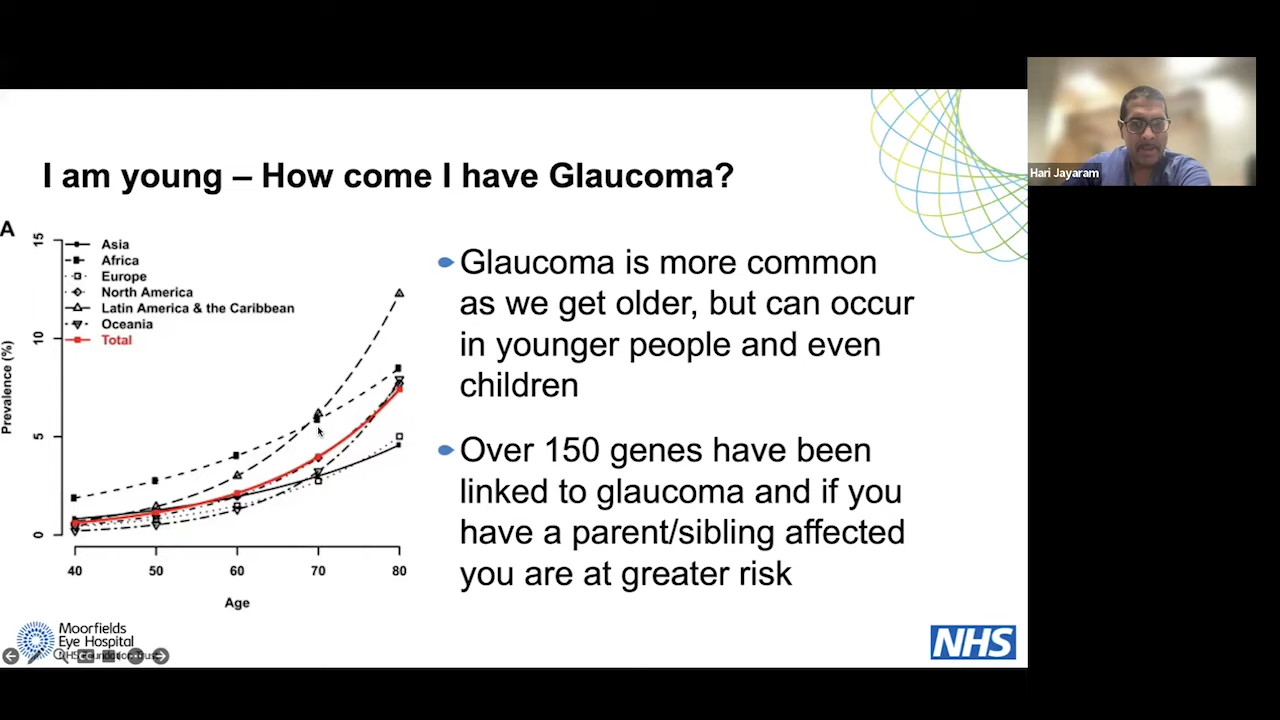 Hari Jayaram
I am young – How come I have Glaucoma?
A
Prevalence (%)
15
10
5
0
Asia
Africa
Europe
North America
Latin America & the Caribbean
Oceania
Total
40 50 60 70 80
Age
Glaucoma is more common
as we get older, but can occur
in younger people and even
children
Over 150 genes have been
linked to glaucoma and if you
have a parent/sibling affected
you are at greater risk
Moorfields
Eye Hospital
NHS Foundation Trust
NHS